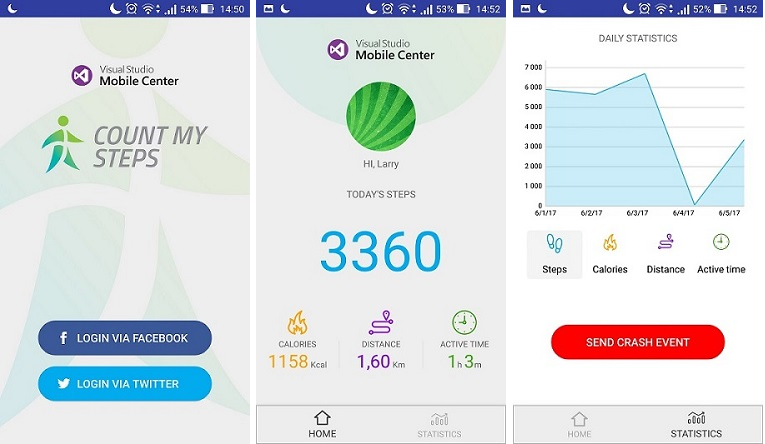 54% 14:50
Visual Studio
Mobile Center
COUNT MY
STEPS
LOGIN VIA FACEBOOK
LOGIN VIA TWITTER
53% 14:52
Visual Studio
Mobile Center
HI, Larry
TODAY'S STEPS
3360
CALORIES DISTANCE ACTIVE TIME
1158 Kcal 1,60 Km 1h 3m
HOME STATISTICS
52% 14:52
DAILY STATISTICS
7 000
6 000
5 000
4 000
3 000
2 000
1 000
0
6/1/17 6/2/17 6/3/17 6/4/17 6/5/17
Steps Calories Distance Active time
SEND CRASH EVENT
HOME STATISTICS